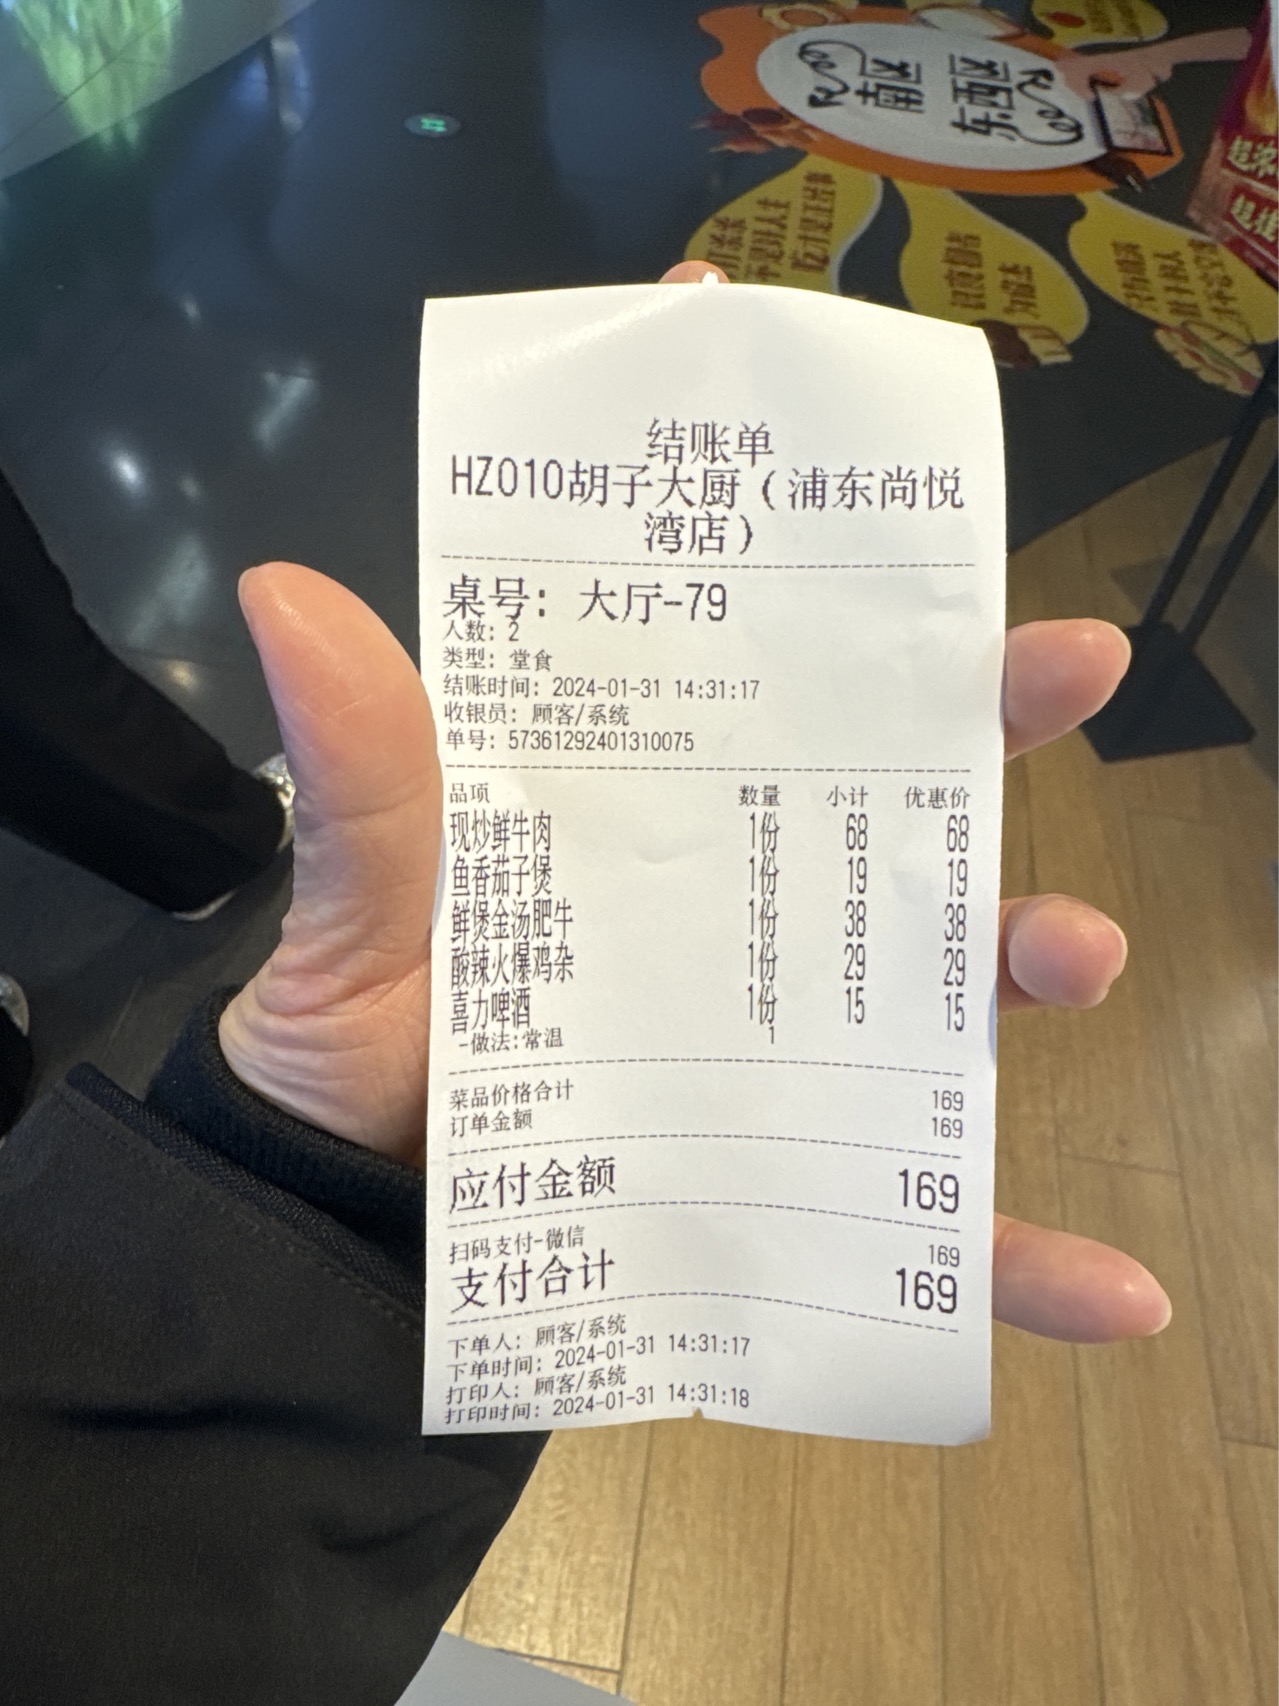 南区
东西区
超浓
结账单
HZ010胡子大厨（浦东尚悦
湾店）
桌号: 大厅-79
人数: 2
类型: 堂食
结账时间: 2024-01-31 14:31:17
收银员: 顾客/系统
单号: 57361292401310075
品项 数量 小计 优惠价
现炒鲜牛肉 1份 68 68
鱼香茄子煲 1份 19 19
鲜煲金汤肥牛 1份 38 38
酸辣火爆鸡杂 1份 29 29
喜力啤酒 1份 15 15
-做法:常温 1
菜品价格合计 169
订单金额 169
应付金额 169
扫码支付-微信 169
支付合计 169
下单人: 顾客/系统
下单时间: 2024-01-31 14:31:17
打印人: 顾客/系统
打印时间: 2024-01-31 14:31:18